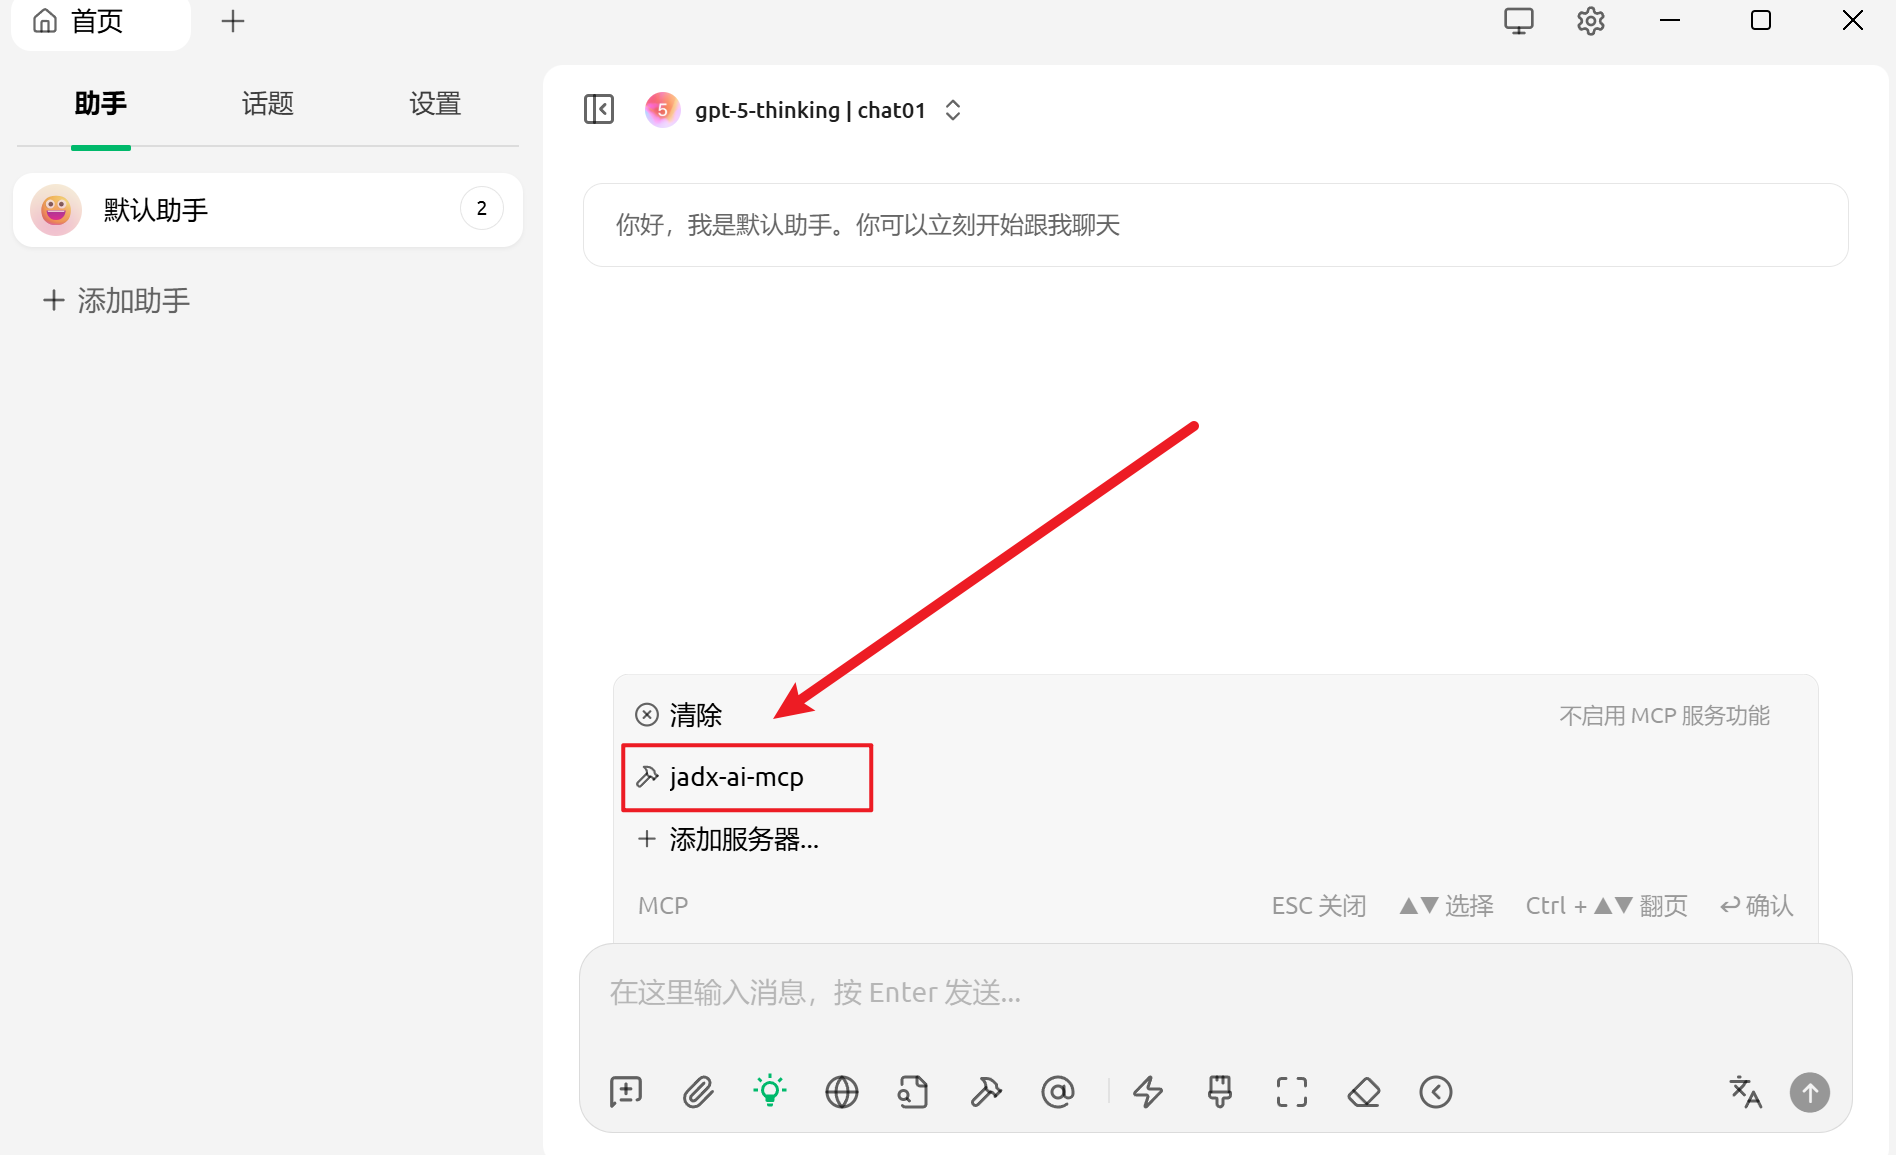 首页
助手
话题
设置
默认助手
2
添加助手
5
gpt-5-thinking | chat01
你好，我是默认助手。你可以立刻开始跟我聊天
清除
不启用 MCP 服务功能
jadx-ai-mcp
添加服务器...
MCP
ESC 关闭
▲▼ 选择
Ctrl + ▲▼ 翻页
↩ 确认
在这里输入消息，按 Enter 发送...